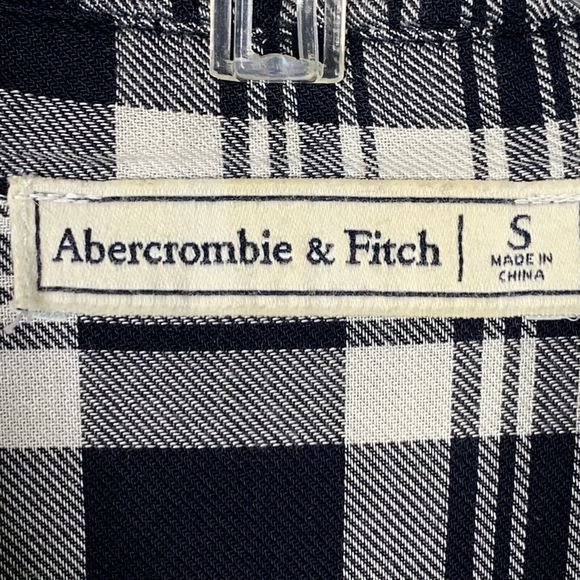 Abercrombie & Fitch
S
MADE IN
CHINA